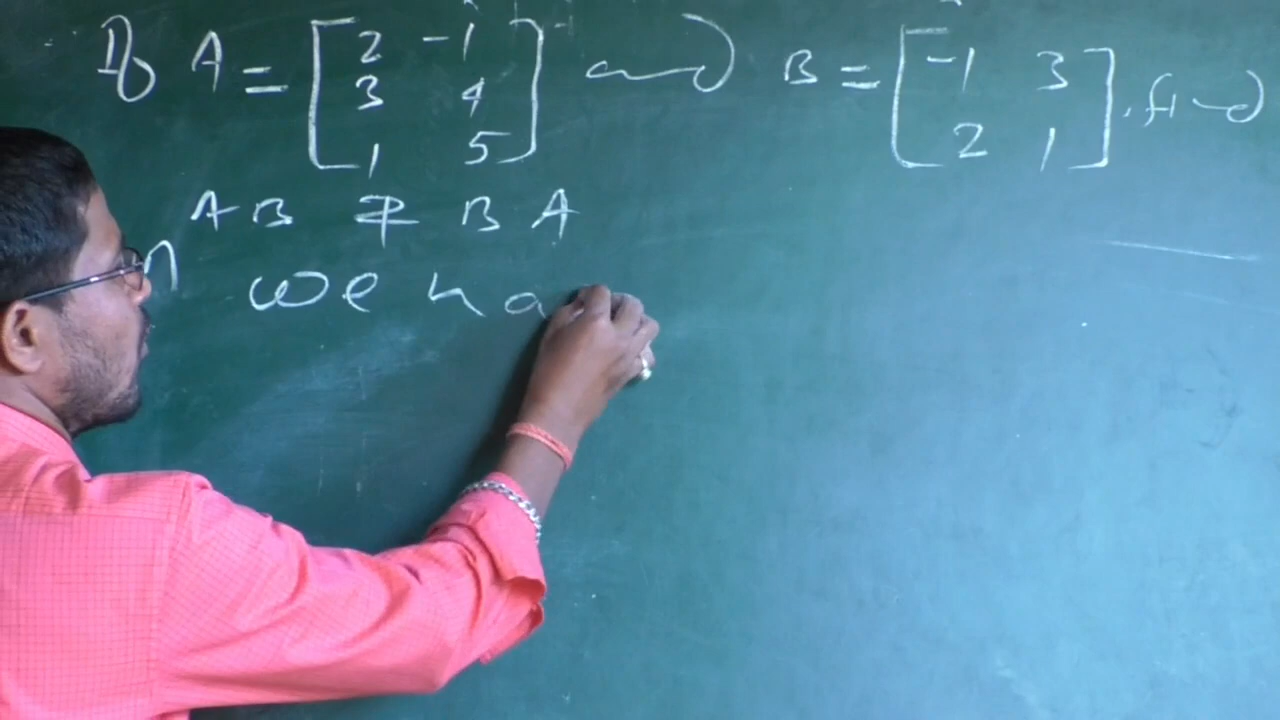 If A = [2 -1 3 4 1 5] and B = [-1 3 2 1], find
AB ≠ BA
n we ha